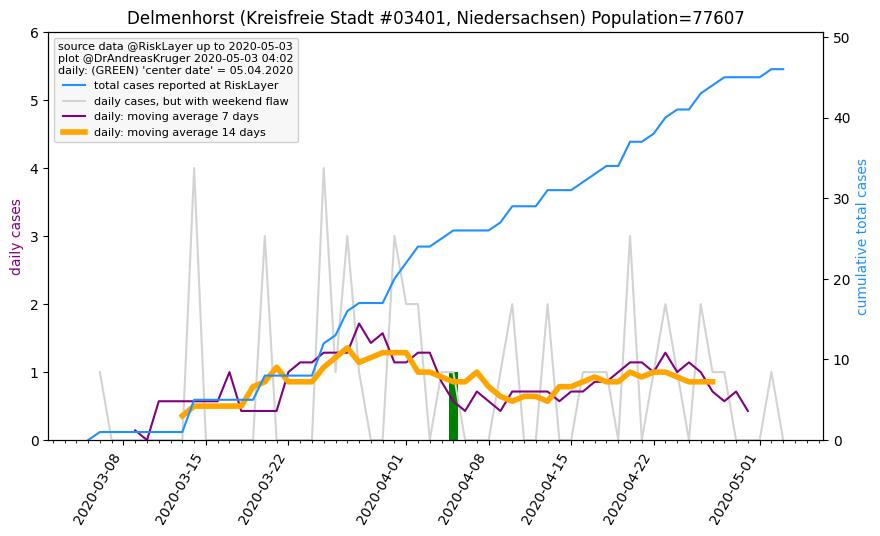 Delmenhorst (Kreisfreie Stadt #03401, Niedersachsen) Population=77607
source data @RiskLayer up to 2020-05-03
plot @DrAndreasKruger 2020-05-03 04:02
daily: (GREEN) 'center date' = 05.04.2020
total cases reported at RiskLayer
daily cases, but with weekend flaw
daily: moving average 7 days
daily: moving average 14 days
daily cases
6
5
4
3
2
1
0
cumulative total cases
50
40
30
20
10
0
2020-03-08
2020-03-15
2020-03-22
2020-04-01
2020-04-08
2020-04-15
2020-04-22
2020-05-01